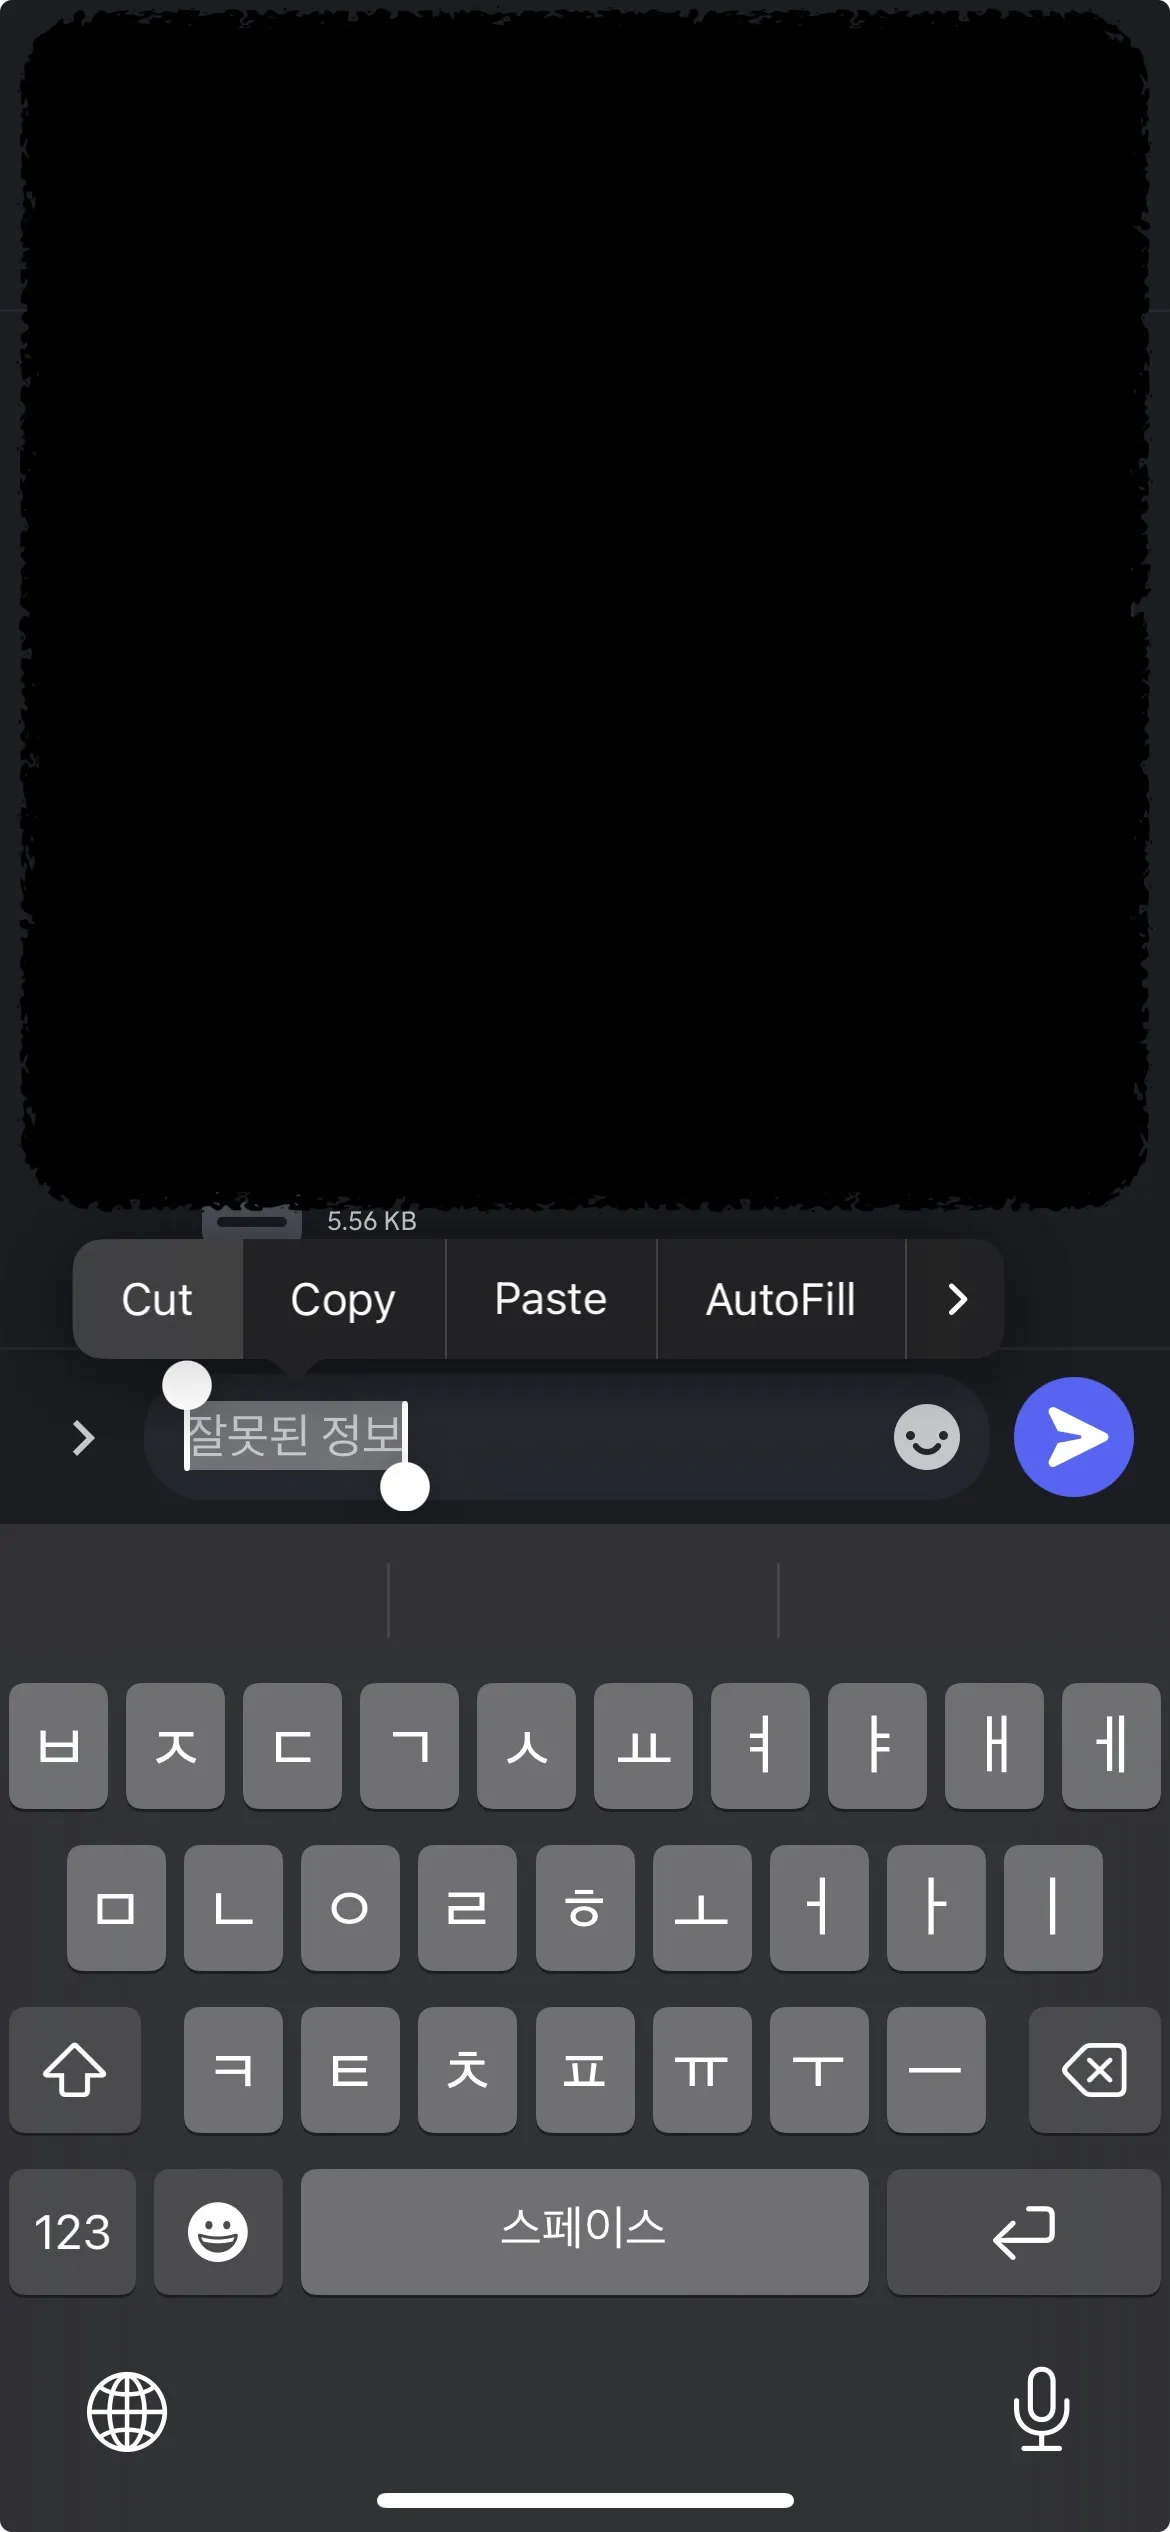 5.56 KB
Cut Copy Paste AutoFill
잘못된 정보
ㅂ ㅈ ㄷ ㄱ ㅅ ㅛ ㅕ ㅑ ㅐ ㅔ
ㅁ ㄴ ㅇ ㄹ ㅎ ㅗ ㅓ ㅏ ㅣ
ㅋ ㅌ ㅊ ㅍ ㅠ ㅜ ㅡ
123 스페이스